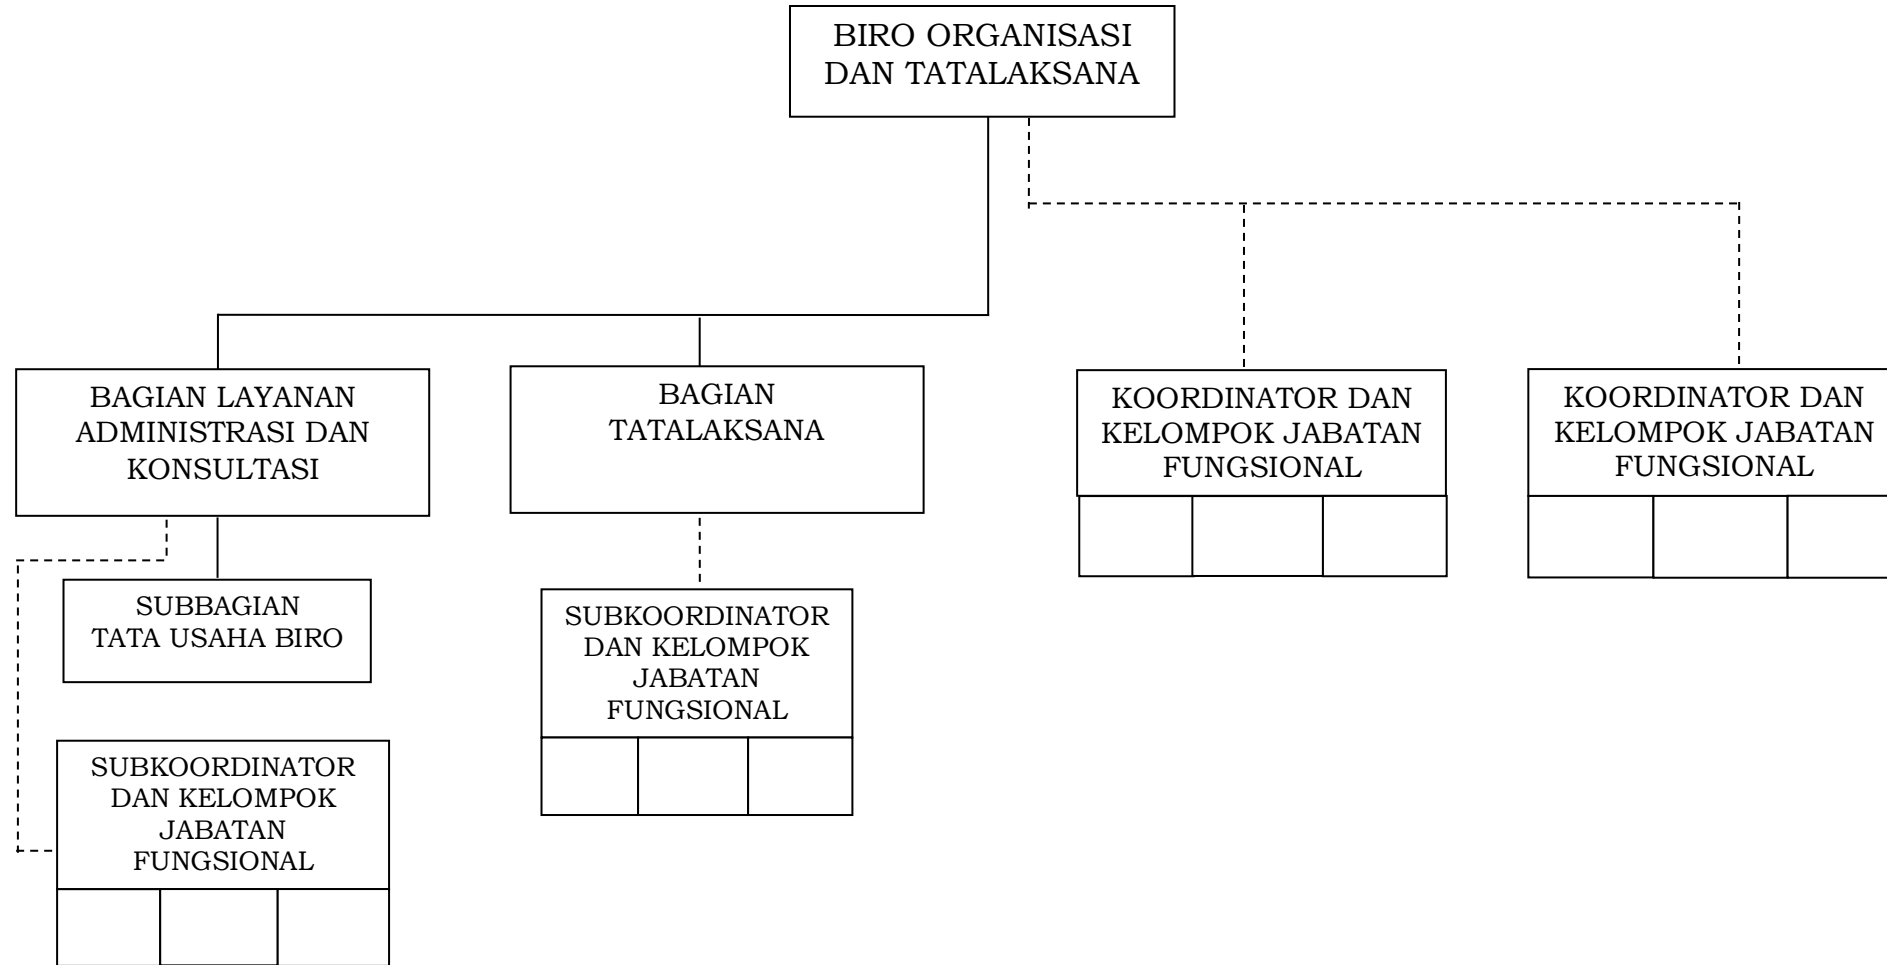 BIRO ORGANISASI
DAN TATALAKSANA
BAGIAN LAYANAN
ADMINISTRASI DAN
KONSULTASI
BAGIAN
TATALAKSANA
KOORDINATOR DAN
KELOMPOK JABATAN
FUNGSIONAL
KOORDINATOR DAN
KELOMPOK JABATAN
FUNGSIONAL
SUBBAGIAN
TATA USAHA BIRO
SUBKOORDINATOR
DAN KELOMPOK
JABATAN
FUNGSIONAL
SUBKOORDINATOR
DAN KELOMPOK
JABATAN
FUNGSIONAL